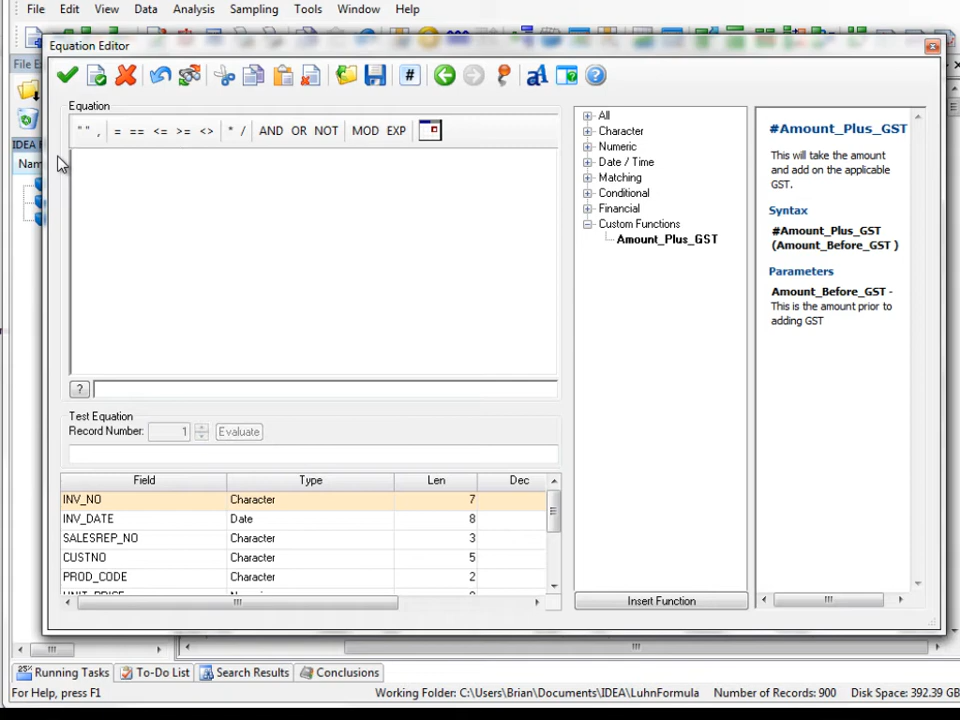 File Edit View Data Analysis Sampling Tools Window Help
Equation Editor
File E
IDEA
Nam
Equation
" " , = == <= >= <> * / AND OR NOT MOD EXP
#
?
Test Equation
Record Number: 1 Evaluate
Field Type Len Dec
INV_NO Character 7
INV_DATE Date 8
SALESREP_NO Character 3
CUSTNO Character 5
PROD_CODE Character 2
All
Character
Numeric
Date / Time
Matching
Conditional
Financial
Custom Functions
Amount_Plus_GST
Insert Function
#Amount_Plus_GST
This will take the amount
and add on the applicable
GST.
Syntax
#Amount_Plus_GST
(Amount_Before_GST )
Parameters
Amount_Before_GST -
This is the amount prior to
adding GST
25% Running Tasks To-Do List Search Results Conclusions
For Help, press F1 Working Folder: C:\Users\Brian\Documents\IDEA\LuhnFormula Number of Records: 900 Disk Space: 392.39 GB